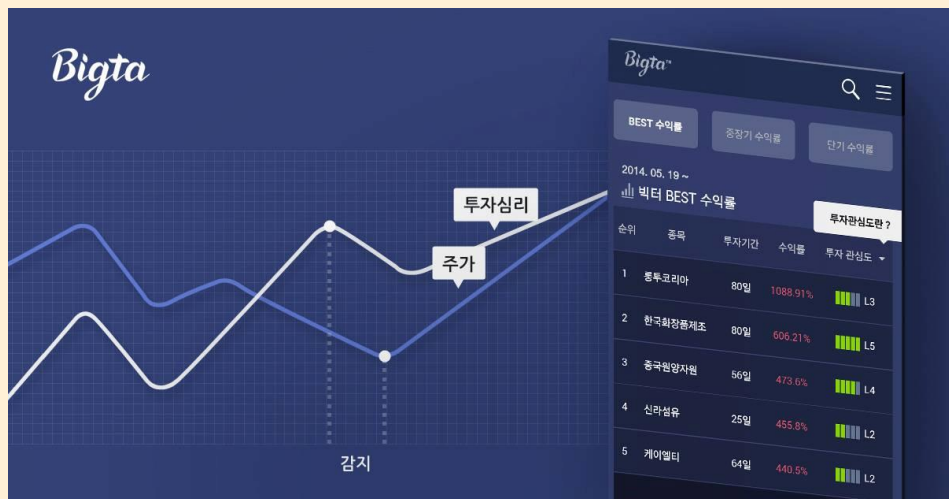 Bigta
투자심리
주가
감지
Bigta™
BEST 수익률 중장기 수익률 단기 수익률
2014. 05. 19 ~
빅터 BEST 수익률
투자관심도란 ?
순위 종목 투자기간 수익률 투자 관심도
1 룽투코리아 80일 1088.91% L3
2 한국화장품제조 80일 606.21% L5
3 중국원양자원 56일 473.6% L4
4 신라섬유 25일 455.8% L2
5 케이엘티 64일 440.5% L2